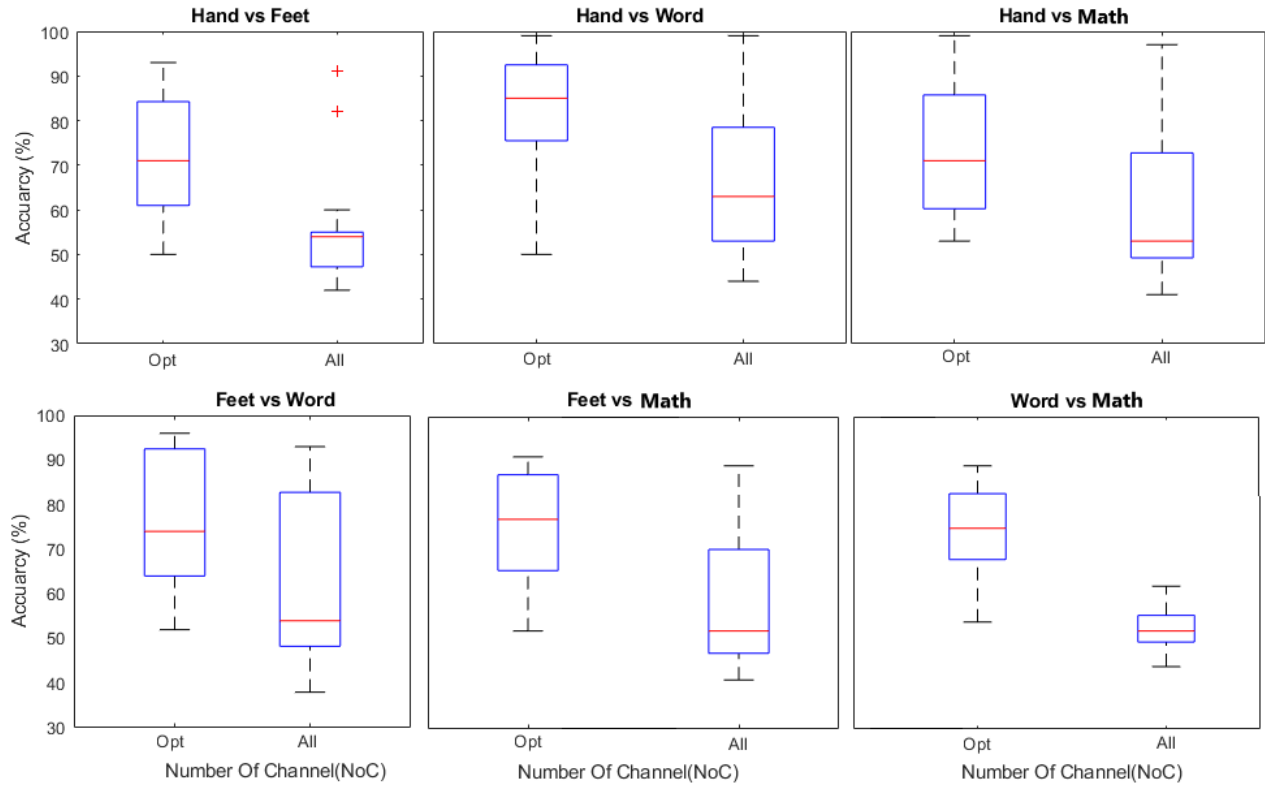 Hand vs Feet
Hand vs Word
Hand vs Math
Accuarcy (%)
100
90
80
70
60
50
40
30
Opt
All
Opt
All
Opt
All
Feet vs Word
Feet vs Math
Word vs Math
Accuarcy (%)
100
90
80
70
60
50
40
30
Opt
All
Opt
All
Opt
All
Number Of Channel(NoC)
Number Of Channel(NoC)
Number Of Channel(NoC)